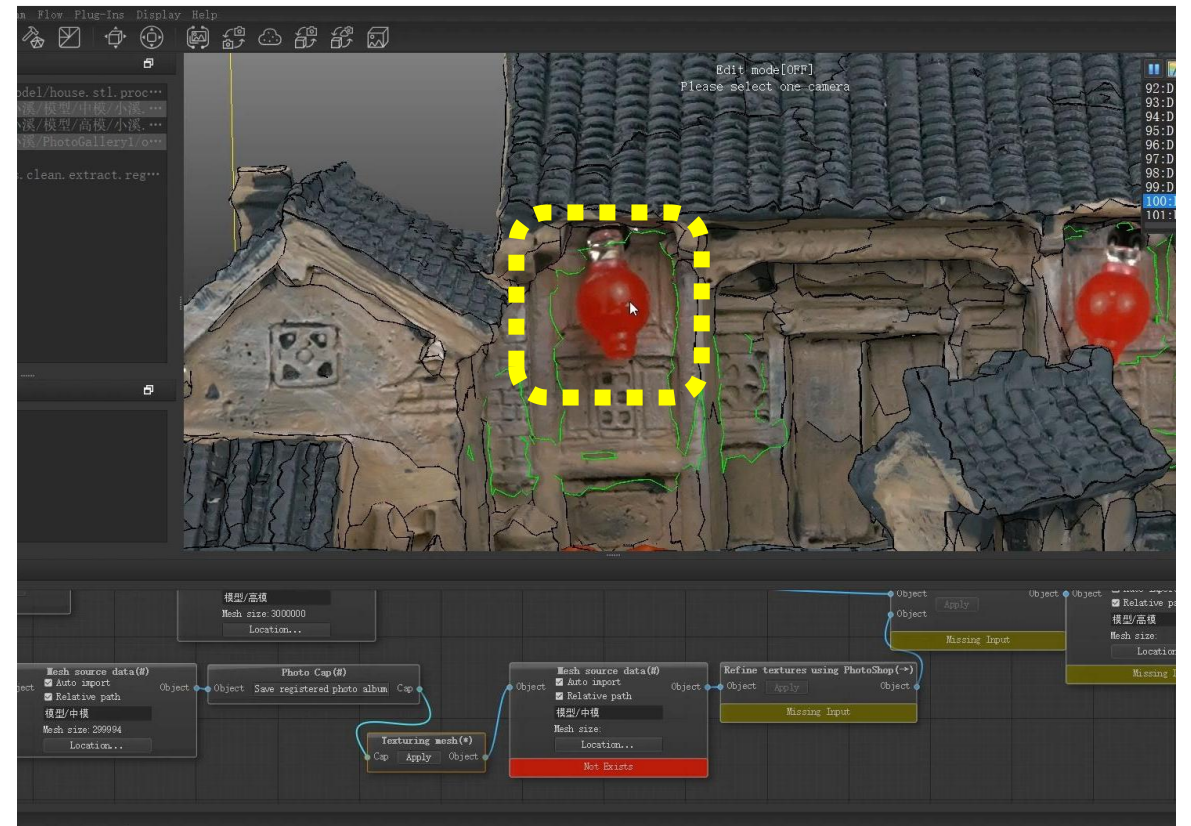 Flow Plug-Ins Display Help
Edit mode[OFF]
Please select one camera
del/house.stl.proc…
溪/模型/中模/小溪.…
溪/模型/高模/小溪.…
溪/PhotoGallery1/o…
.clean.extract.reg…
92:D
93:D
94:D
95:D
96:D
97:D
98:D
99:D
100:
101:
模型/高模
Mesh size:3000000
Location...
Object
Object
Apply
Object
Missing Input
Object
Relative pa
模型/高模
Mesh size:
Location
Missing I
Mesh source data(#)
Auto import
Relative path
Object
模型/中模
Mesh size:299994
Location...
Photo Cap(#)
Object
Save registered photo album
Cap
Texturing mesh(*)
Cap
Apply
Object
Mesh source data(#)
Object
Auto import
Relative path
Object
模型/中模
Mesh size:
Location...
Not Exists
Refine textures using PhotoShop(→)
Object
Apply
Object
Missing Input